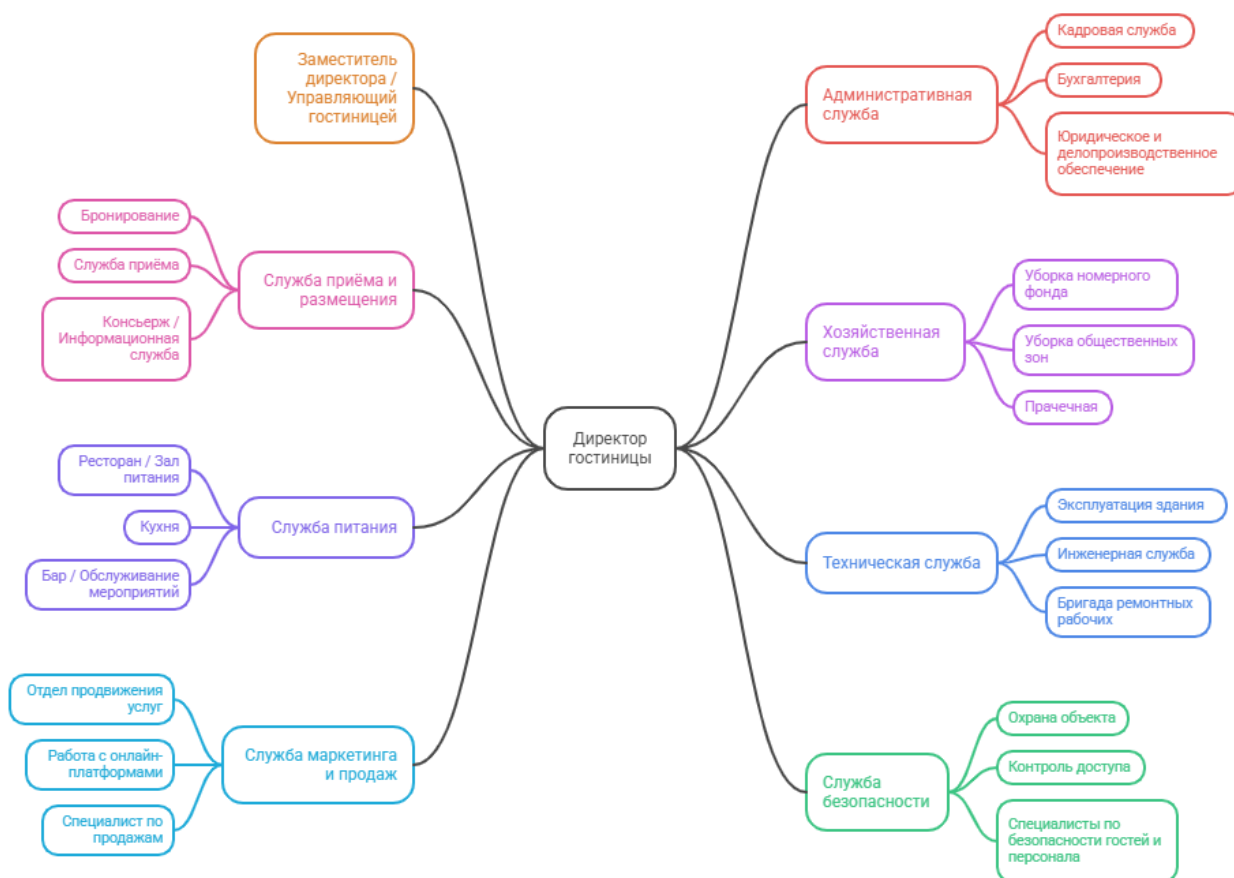 Заместитель
директора /
Управляющий
гостиницей
Бронирование
Служба приёма
Консьерж /
Информационная
служба
Служба приёма и
размещения
Ресторан / Зал
питания
Кухня
Бар / Обслуживание
мероприятий
Служба питания
Отдел продвижения
услуг
Работа с онлайн-
платформами
Специалист по
продажам
Служба маркетинга
и продаж
Директор
гостиницы
Административная
служба
Кадровая служба
Бухгалтерия
Юридическое и
делопроизводственное
обеспечение
Хозяйственная
служба
Уборка номерного
фонда
Уборка общественных
зон
Прачечная
Техническая служба
Эксплуатация здания
Инженерная служба
Бригада ремонтных
рабочих
Служба
безопасности
Охрана объекта
Контроль доступа
Специалисты по
безопасности гостей и
персонала